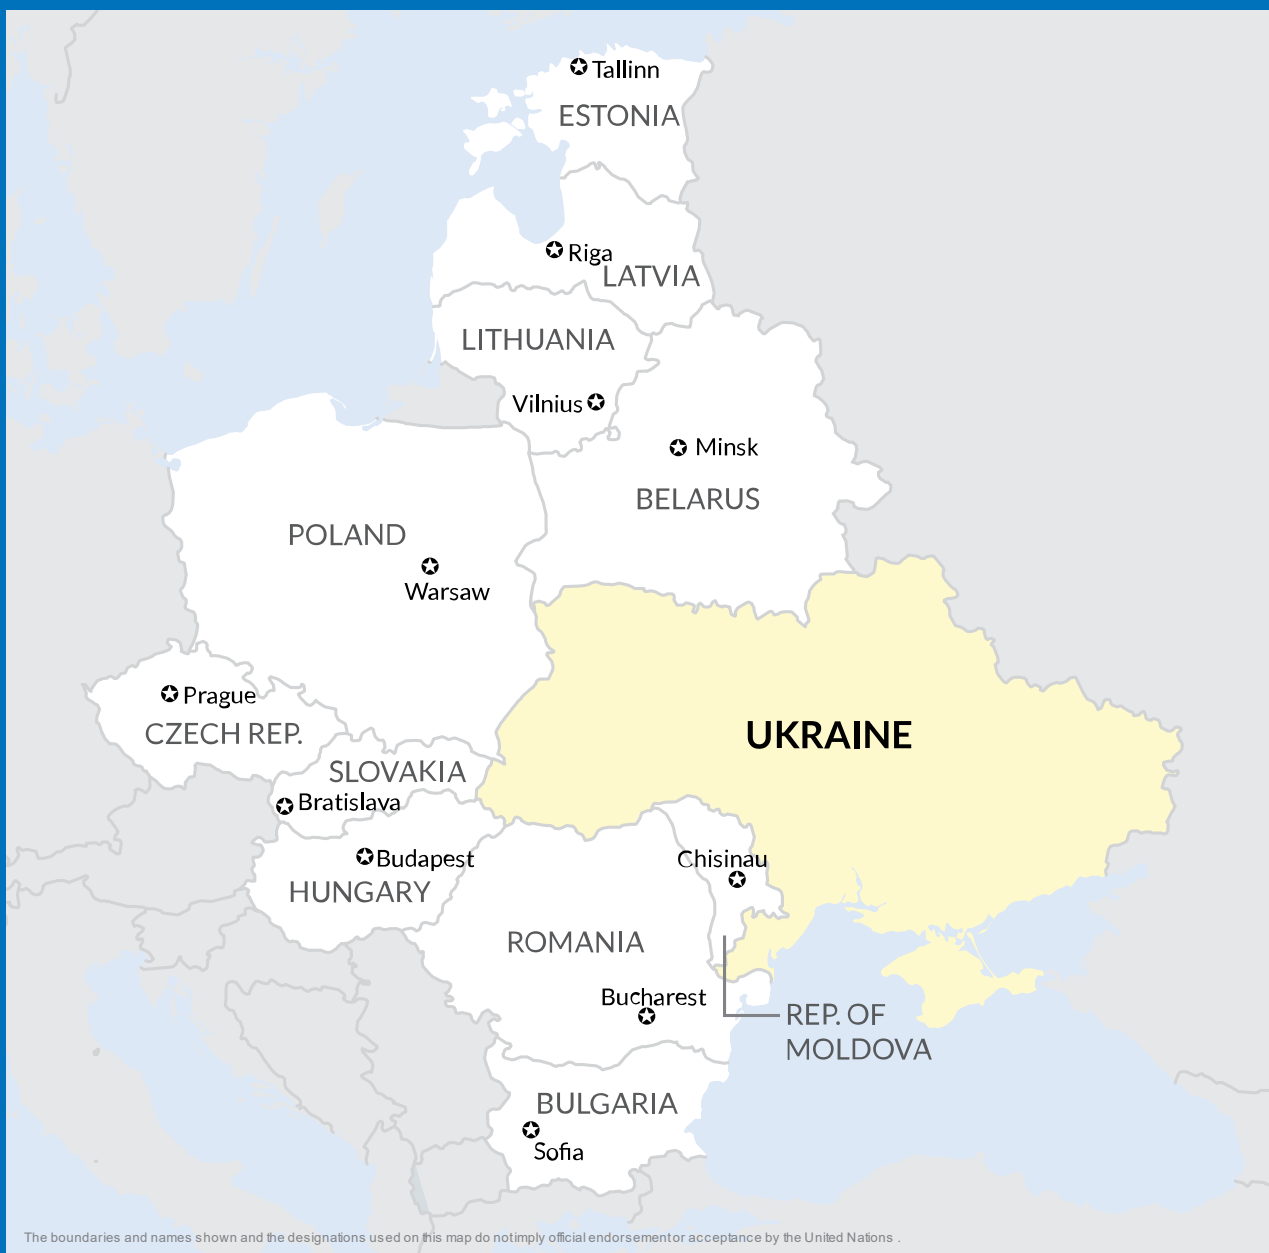 Tallinn
ESTONIA
Riga
LATVIA
LITHUANIA
Vilnius
Minsk
BELARUS
POLAND
Warsaw
Prague
CZECH REP.
UKRAINE
SLOVAKIA
Bratislava
Budapest
HUNGARY
Chisinau
ROMANIA
Bucharest
REP. OF
MOLDOVA
BULGARIA
Sofia
The boundaries and names shown and the designations used on this map do not imply official endorsement or acceptance by the United Nations .